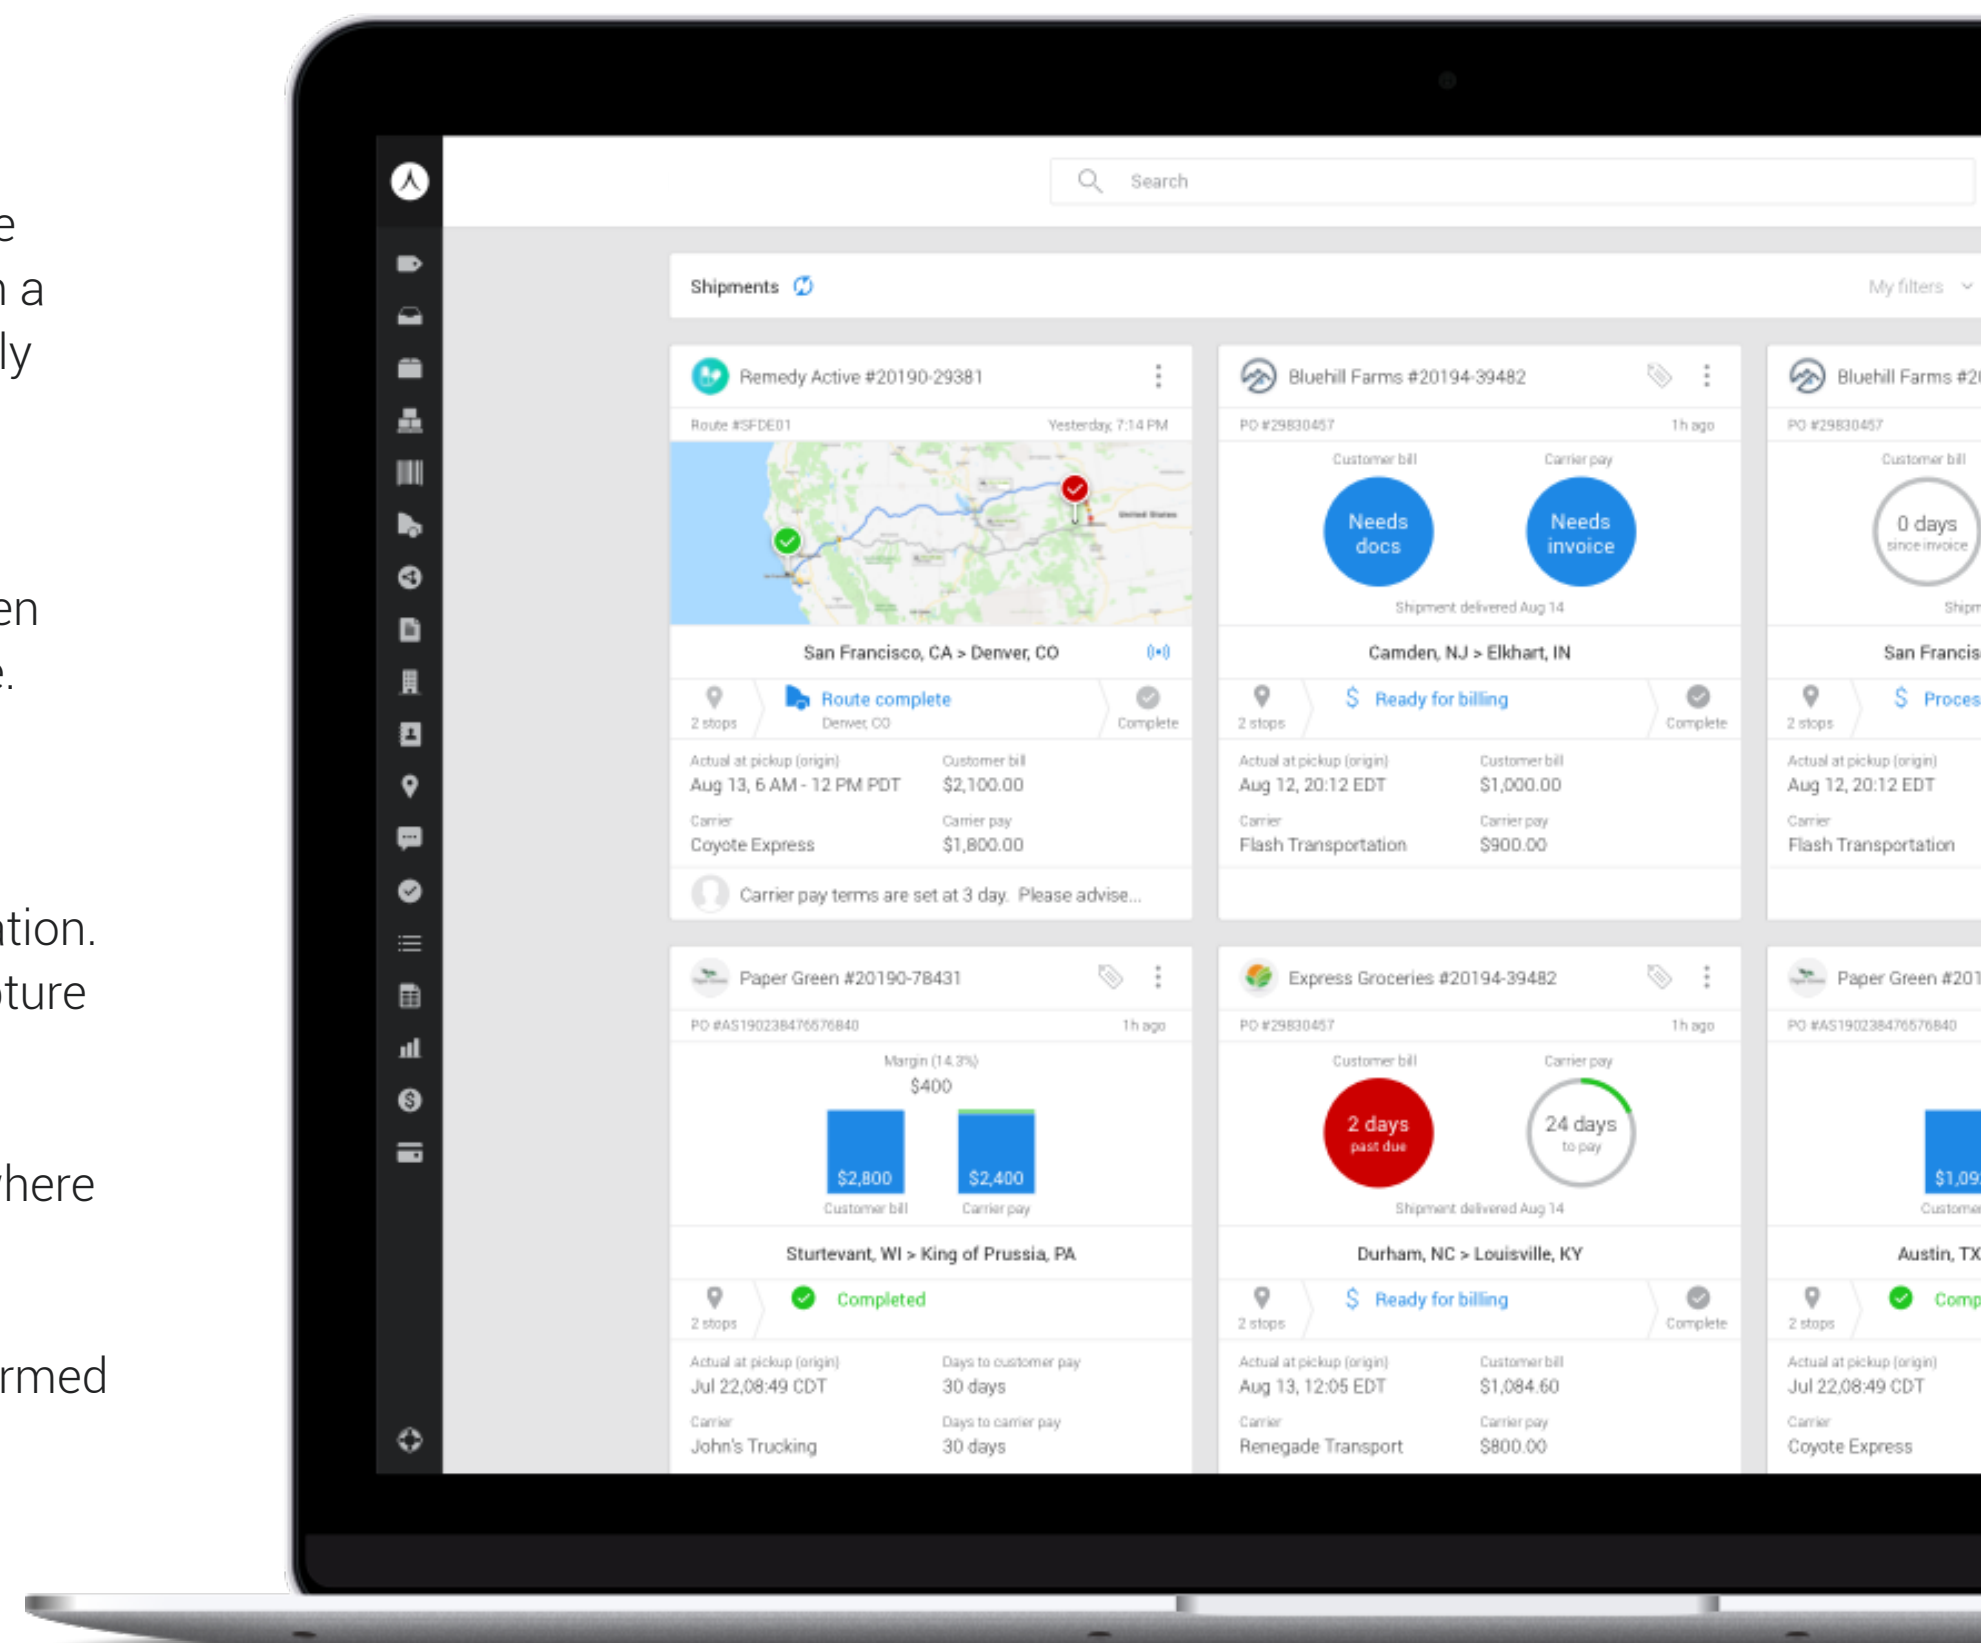 e
n a
ly
en
e.
ation.
pture
where
rmed
Search
Shipments
My filters
Remedy Active #20190-29381
Route #SFDE01 Yesterday, 7:14 PM
United States
San Francisco, CA > Denver, CO
2 stops
Route complete
Denver, CO
Complete
Actual at pickup (origin) Customer bill
Aug 13, 6 AM - 12 PM PDT $2,100.00
Carrier Carrier pay
Coyote Express $1,800.00
Carrier pay terms are set at 3 day. Please advise...
Bluehill Farms #20194-39482
PO #29830457 1h ago
Customer bill Carrier pay
Needs docs
Needs invoice
Shipment delivered Aug 14
Camden, NJ > Elkhart, IN
2 stops
$ Ready for billing
Complete
Actual at pickup (origin) Customer bill
Aug 12, 20:12 EDT $1,000.00
Carrier Carrier pay
Flash Transportation $900.00
Bluehill Farms #20
PO #29830457
Customer bill
0 days
since invoice
Shipm
San Francis
2 stops
$ Proces
Actual at pickup (origin)
Aug 12, 20:12 EDT
Carrier
Flash Transportation
Paper Green #20190-78431
PO #AS190238476576840 1h ago
Margin (14.3%)
$400
$2,800 $2,400
Customer bill Carrier pay
Sturtevant, WI > King of Prussia, PA
2 stops
Completed
Actual at pickup (origin) Days to customer pay
Jul 22,08:49 CDT 30 days
Carrier Days to carrier pay
John's Trucking 30 days
Express Groceries #20194-39482
PO #29830457 1h ago
Customer bill Carrier pay
2 days
past due
24 days
to pay
Shipment delivered Aug 14
Durham, NC > Louisville, KY
2 stops
$ Ready for billing
Complete
Actual at pickup (origin) Customer bill
Aug 13, 12:05 EDT $1,084.60
Carrier Carrier pay
Renegade Transport $800.00
Paper Green #201
PO #AS190238476576840
$1,09
Custome
Austin, TX
2 stops
Comp
Actual at pickup (origin)
Jul 22,08:49 CDT
Carrier
Coyote Express